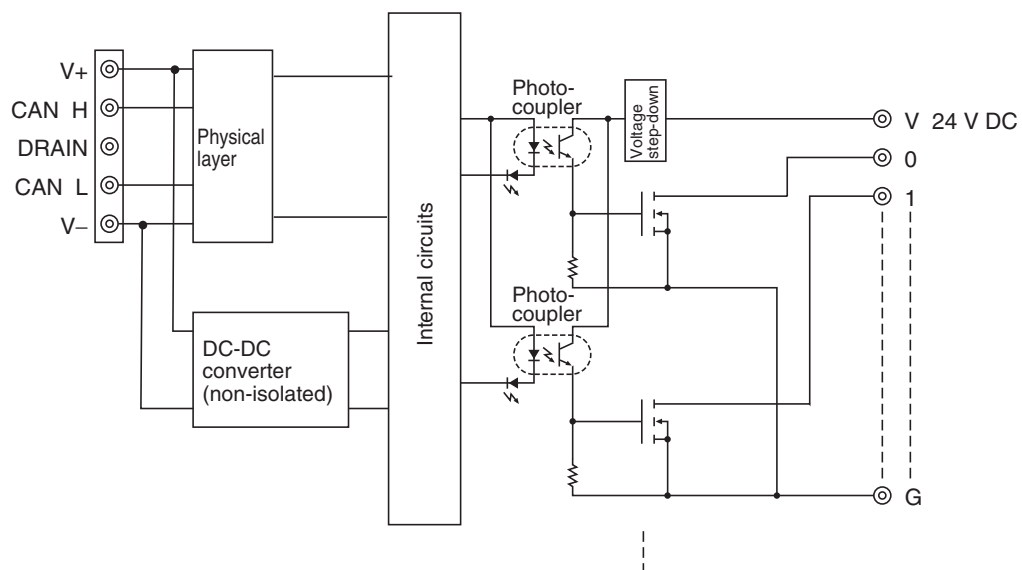 V+
CAN H
DRAIN
CAN L
V–
Physical
layer
DC-DC
converter
(non-isolated)
Internal circuits
Photo-
coupler
Voltage
step-down
Photo-
coupler
V 24 V DC
0
1
G